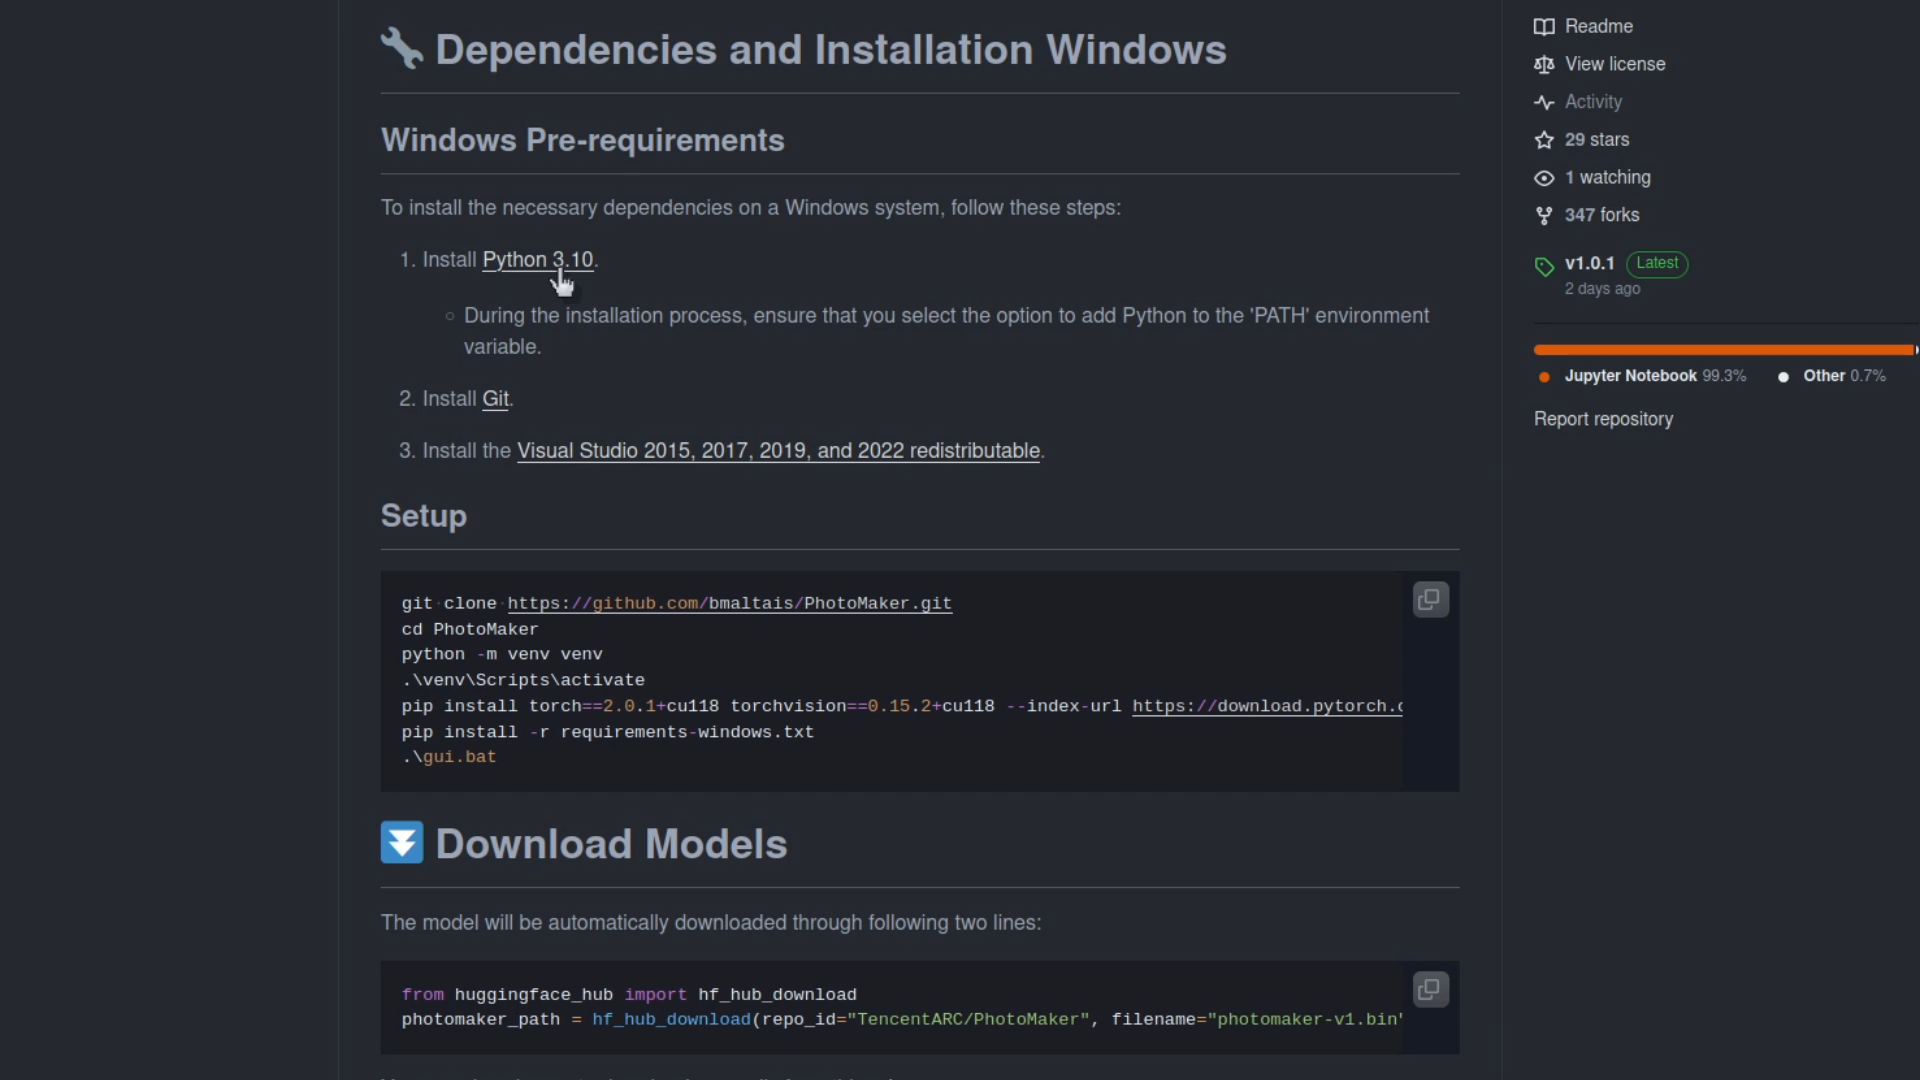 Dependencies and Installation Windows
Windows Pre-requirements
To install the necessary dependencies on a Windows system, follow these steps:
1. Install Python 3.10.
During the installation process, ensure that you select the option to add Python to the 'PATH' environment
variable.
2. Install Git.
3. Install the Visual Studio 2015, 2017, 2019, and 2022 redistributable.
Setup
git clone https://github.com/bmaltais/PhotoMaker.git
cd PhotoMaker
python -m venv venv
.\venv\Scripts\activate
pip install torch==2.0.1+cu118 torchvision==0.15.2+cu118 --index-url https://download.pytorch.
pip install -r requirements-windows.txt
.\gui.bat
Download Models
The model will be automatically downloaded through following two lines:
from huggingface_hub import hf_hub_download
photomaker_path = hf_hub_download(repo_id="TencentARC/PhotoMaker", filename="photomaker-v1.bin"
Readme
View license
Activity
29 stars
1 watching
347 forks
v1.0.1 Latest
2 days ago
Jupyter Notebook 99.3% Other 0.7%
Report repository